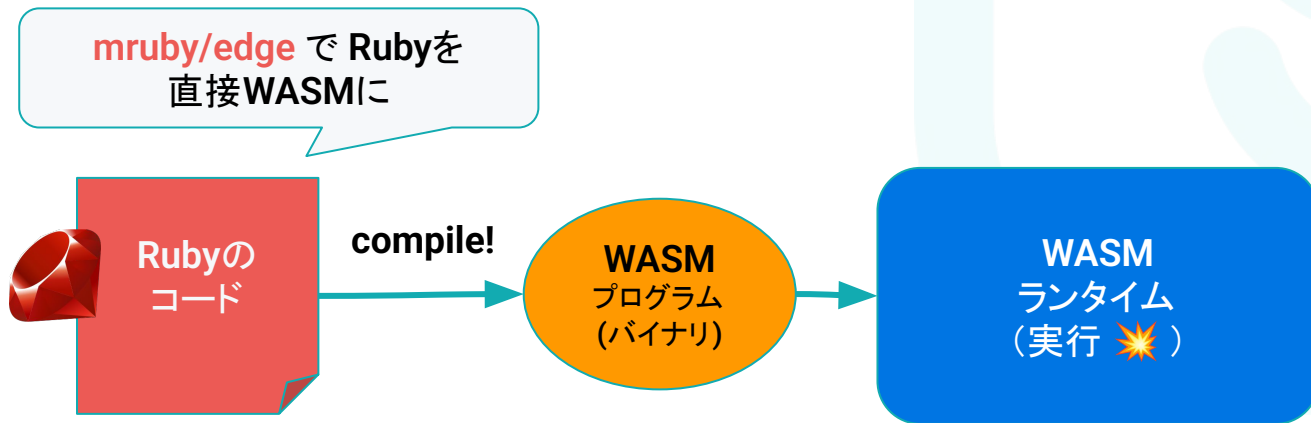 mruby/edge で Rubyを
直接WASMに
Rubyの
コード
compile!
WASM
プログラム
(バイナリ)
WASM
ランタイム
（実行 💥 ）